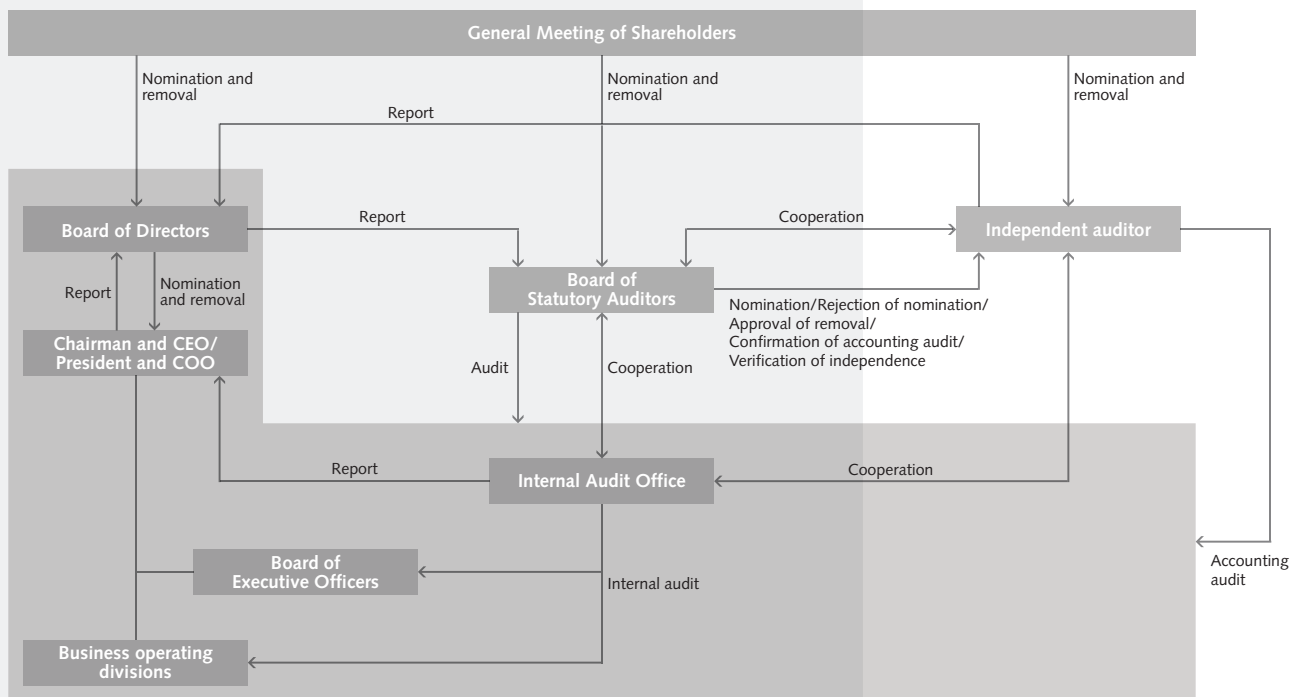 General Meeting of Shareholders
Nomination and
removal
Nomination and
removal
Nomination and
removal
Report
Board of Directors
Report
Cooperation
Independent auditor
Report
Nomination
and removal
Board of
Statutory Auditors
Nomination/Rejection of nomination/
Approval of removal/
Confirmation of accounting audit/
Verification of independence
Chairman and CEO/
President and COO
Audit
Cooperation
Report
Internal Audit Office
Cooperation
Board of
Executive Officers
Internal audit
Accounting
audit
Business operating
divisions